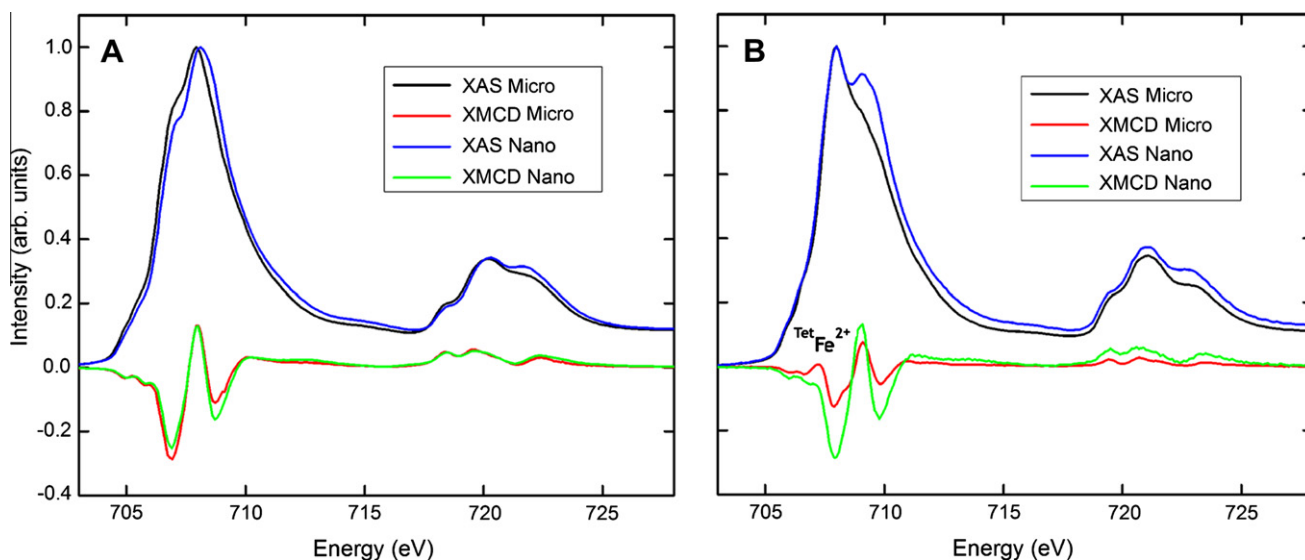 A
XAS Micro
XMCD Micro
XAS Nano
XMCD Nano
Intensity (arb. units)
1.0
0.8
0.6
0.4
0.2
0.0
-0.2
-0.4
705 710 715 720 725
Energy (eV)
B
XAS Micro
XMCD Micro
XAS Nano
XMCD Nano
TetFe2+
705 710 715 720 725
Energy (eV)